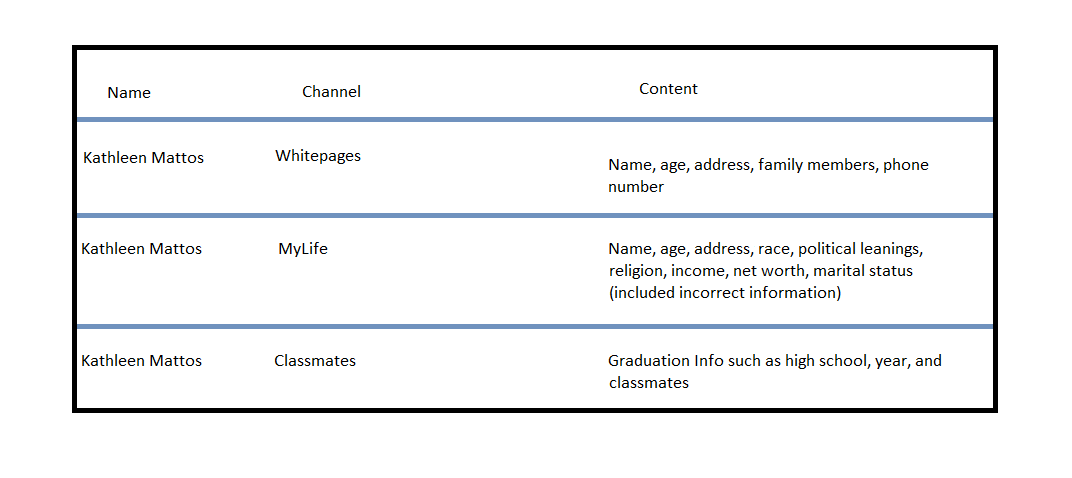 Name Channel Content
Kathleen Mattos Whitepages Name, age, address, family members, phone
number
Kathleen Mattos MyLife Name, age, address, race, political leanings,
religion, income, net worth, marital status
(included incorrect information)
Kathleen Mattos Classmates Graduation Info such as high school, year, and
classmates